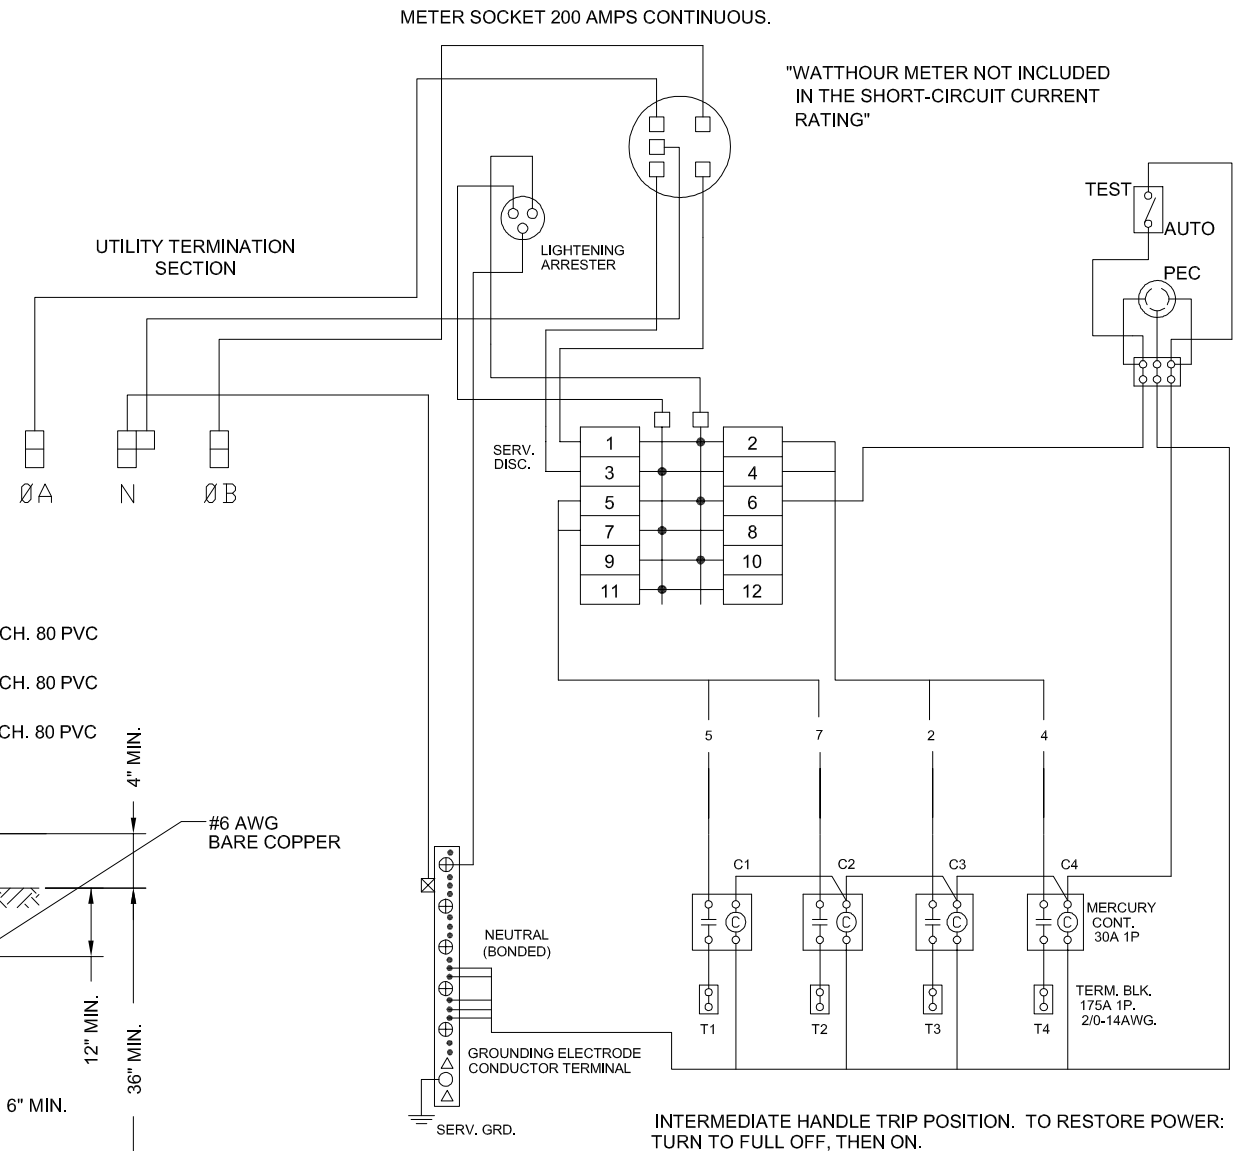 METER SOCKET 200 AMPS CONTINUOUS.
"WATTHOUR METER NOT INCLUDED
IN THE SHORT-CIRCUIT CURRENT
RATING"
TEST
AUTO
PEC
LIGHTENING
ARRESTER
UTILITY TERMINATION
SECTION
ØA
N
ØB
SERV.
DISC.
1
2
3
4
5
6
7
8
9
10
11
12
CH. 80 PVC
CH. 80 PVC
CH. 80 PVC
4" MIN.
#6 AWG
BARE COPPER
12" MIN.
36" MIN.
6" MIN.
5
7
2
4
C1
C2
C3
C4
C
C
C
C
MERCURY
CONT.
30A 1P
TERM. BLK.
175A 1P.
2/0-14AWG.
T1
T2
T3
T4
NEUTRAL
(BONDED)
GROUNDING ELECTRODE
CONDUCTOR TERMINAL
SERV. GRD.
INTERMEDIATE HANDLE TRIP POSITION. TO RESTORE POWER:
TURN TO FULL OFF, THEN ON.